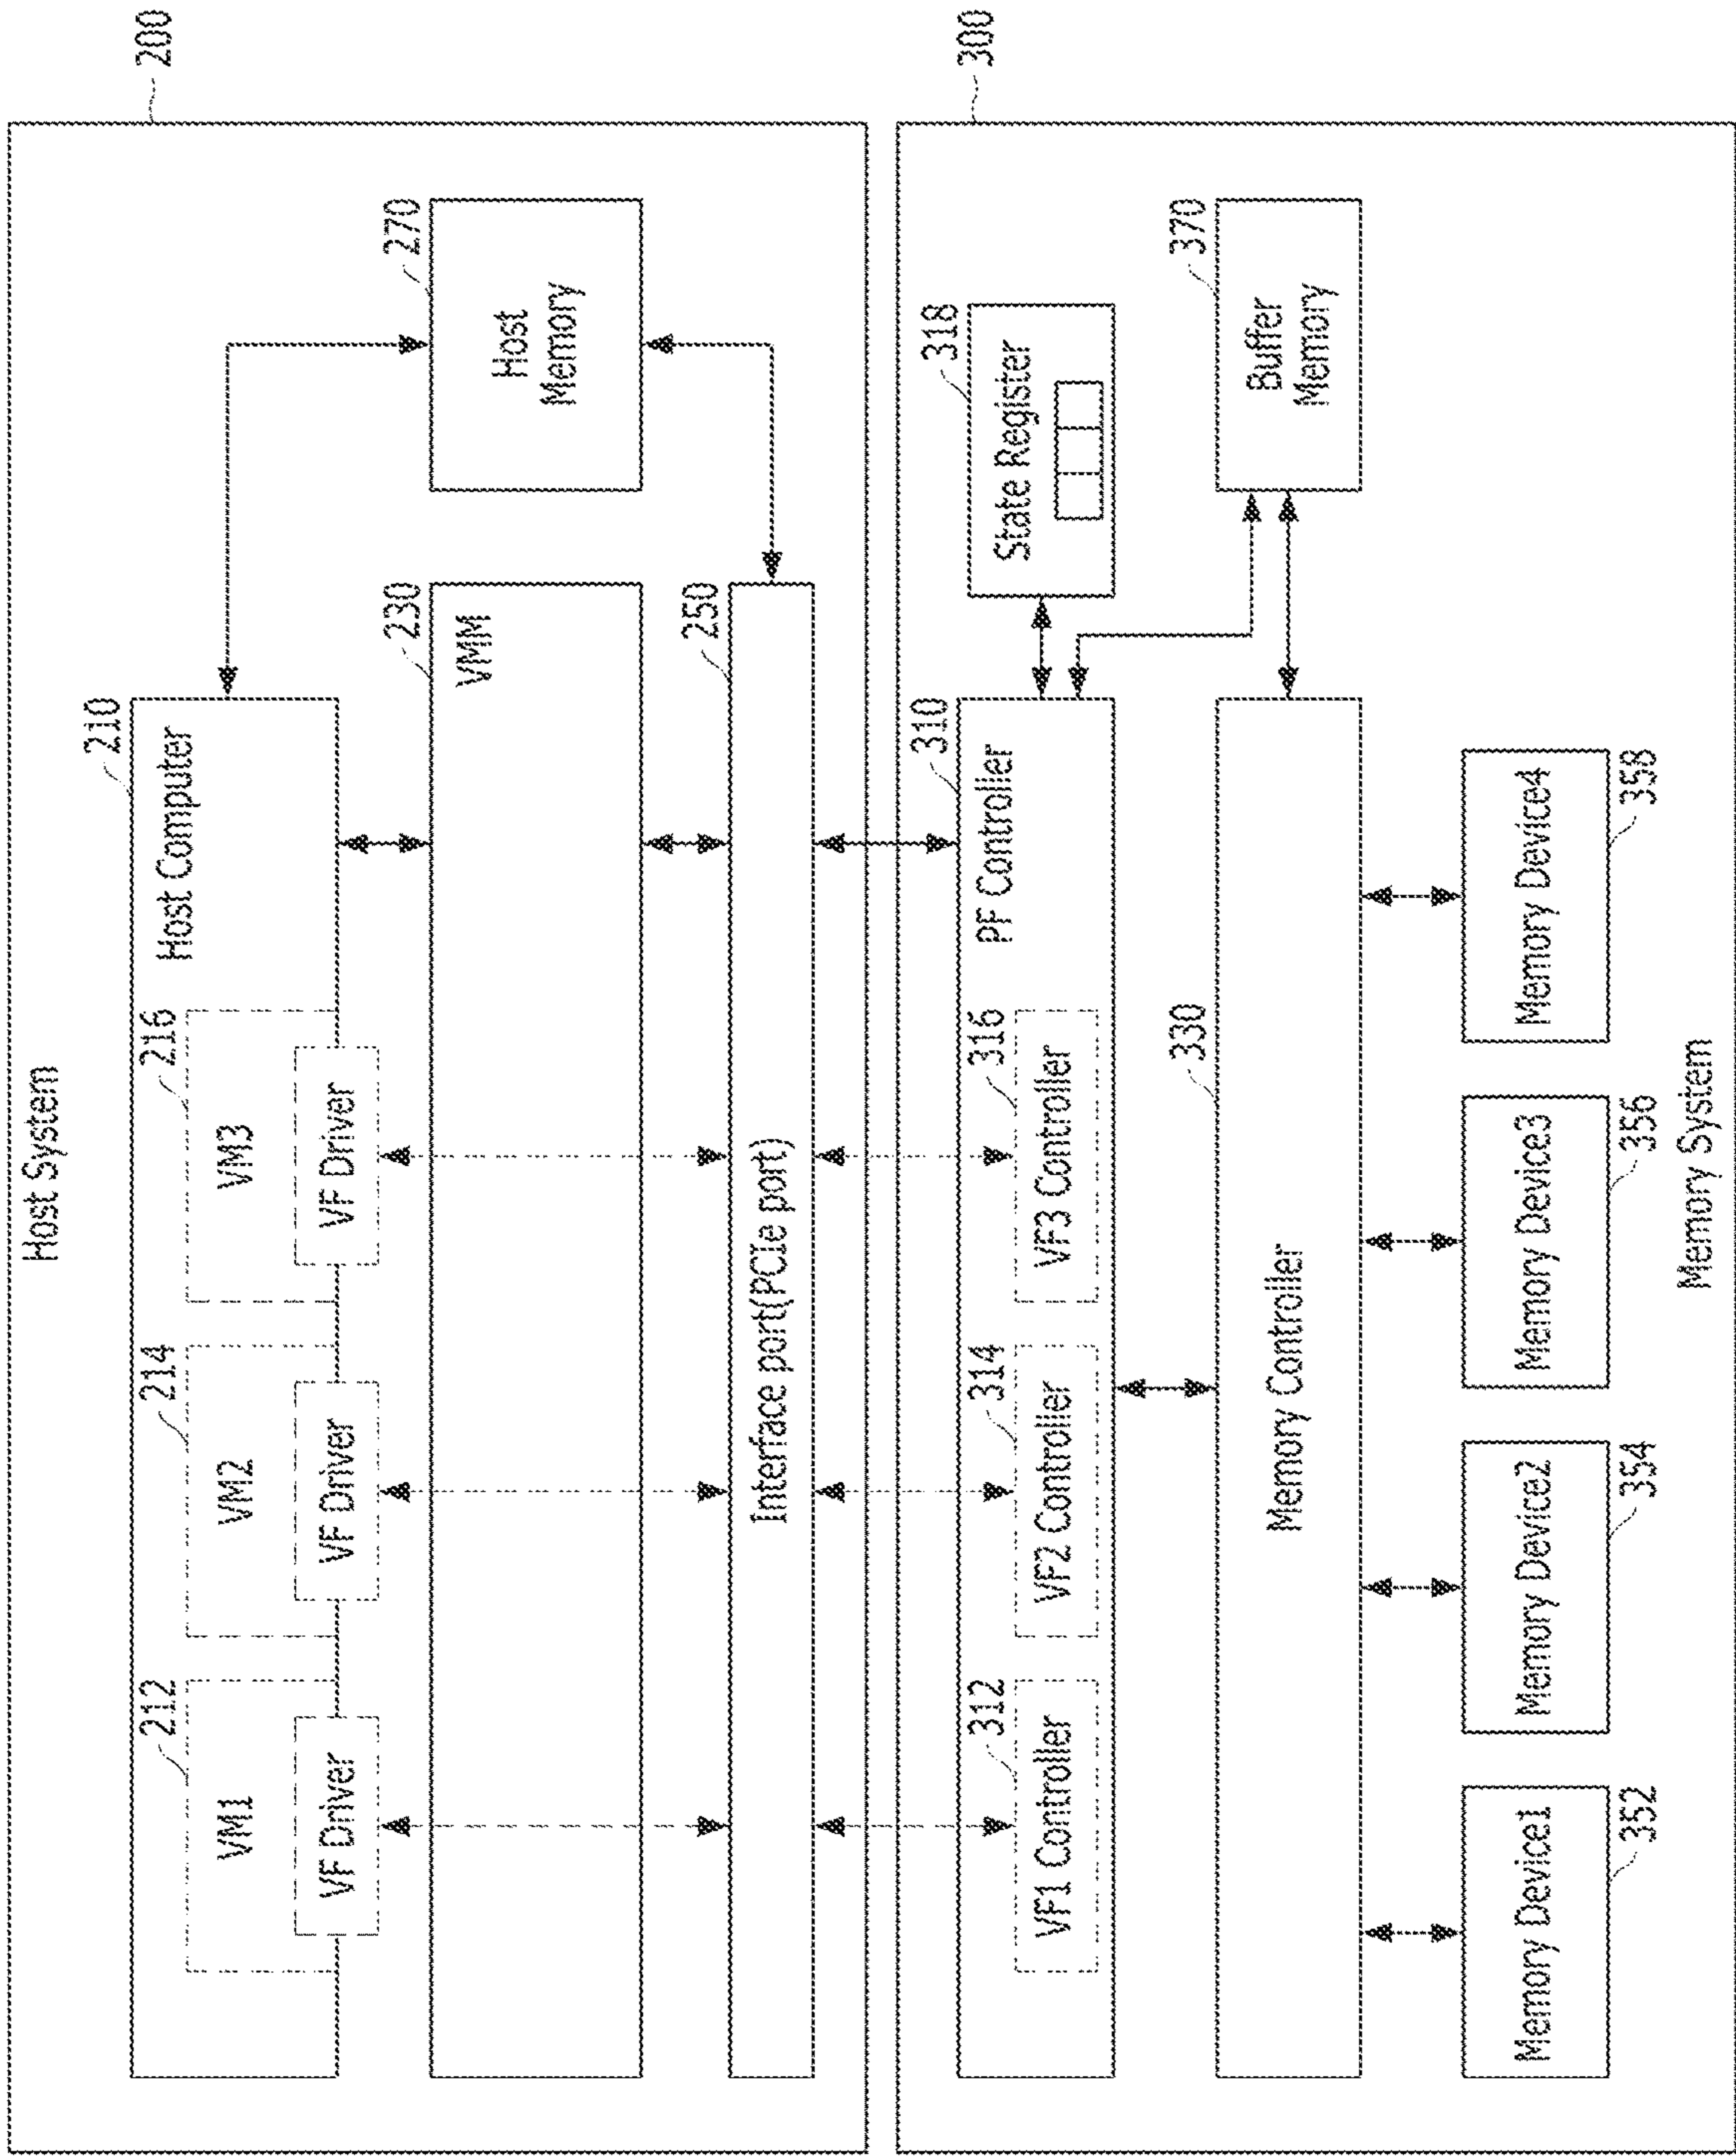 Host System
200
210
Host Computer
212
VM1
VF Driver
214
VM2
VF Driver
216
VM3
VF Driver
230
VMM
270
Host
Memory
250
Interface port(PCIe port)
300
310
PF Controller
312
VF1 Controller
314
VF2 Controller
316
VF3 Controller
318
State Register
330
Memory Controller
370
Buffer
Memory
Memory Device1
352
Memory Device2
354
Memory Device3
356
Memory Device4
358
Memory System